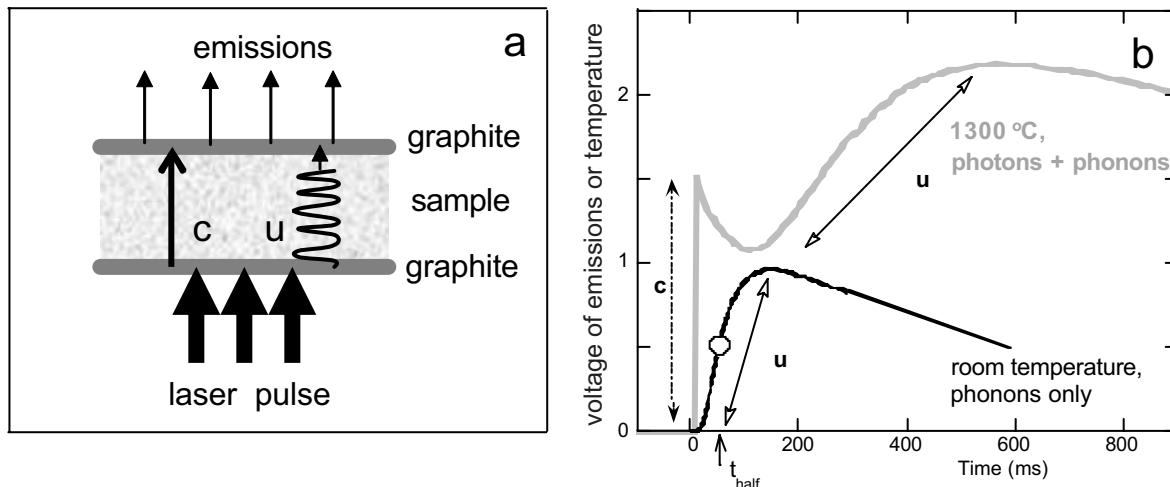 a
emissions
graphite
sample
graphite
c
u
laser pulse
b
voltage of emissions or temperature
2
1
0
1300 °C,
photons + phonons
u
c
u
room temperature,
phonons only
0
200
400
600
800
t half
Time (ms)